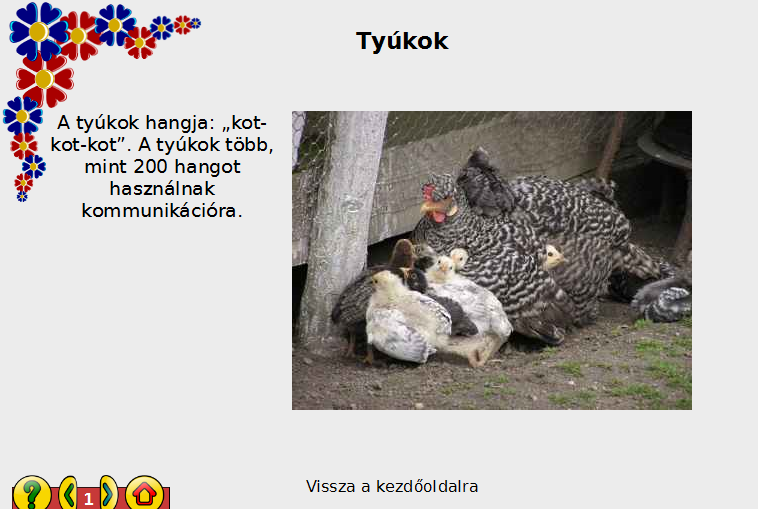 Tyúkok
A tyúkok hangja: „kot-
kot-kot”. A tyúkok több,
mint 200 hangot
használnak
kommunikációra.
Vissza a kezdőoldalra
?
1